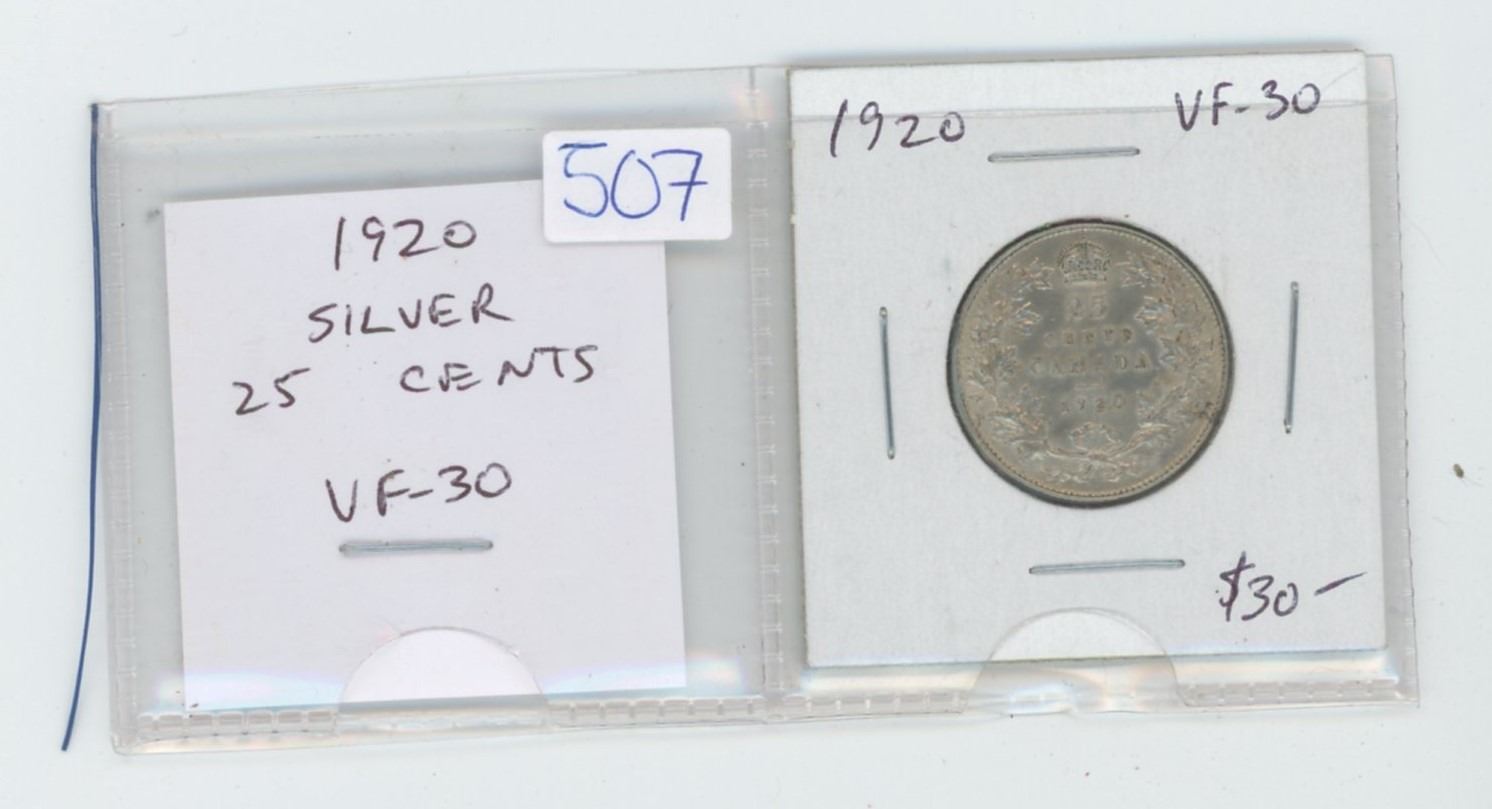 507
1920
SILVER
25 CENTS
VF-30
1920 VF-30
25
CENTS
CANADA
1920
$30-